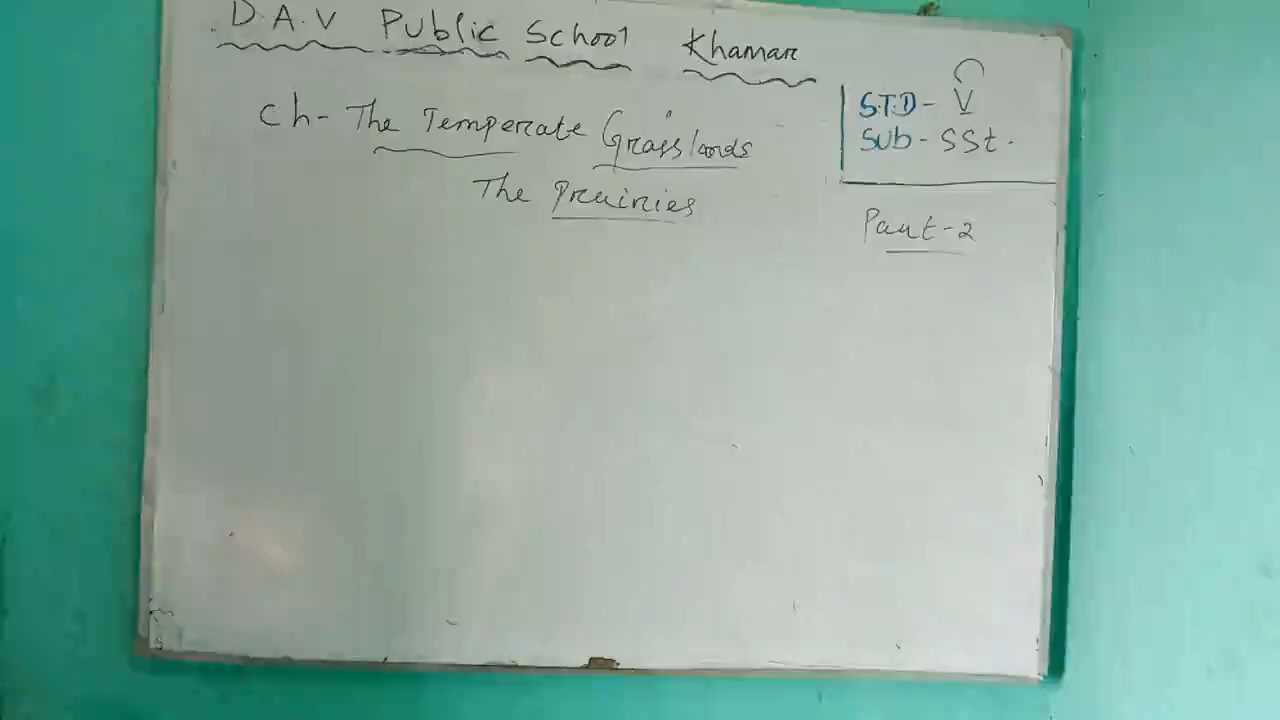 D.A.V Public School Khamar
Ch- The Temperate Grasslands
The Prairies
STD- V
Sub- SSt.
Part-2